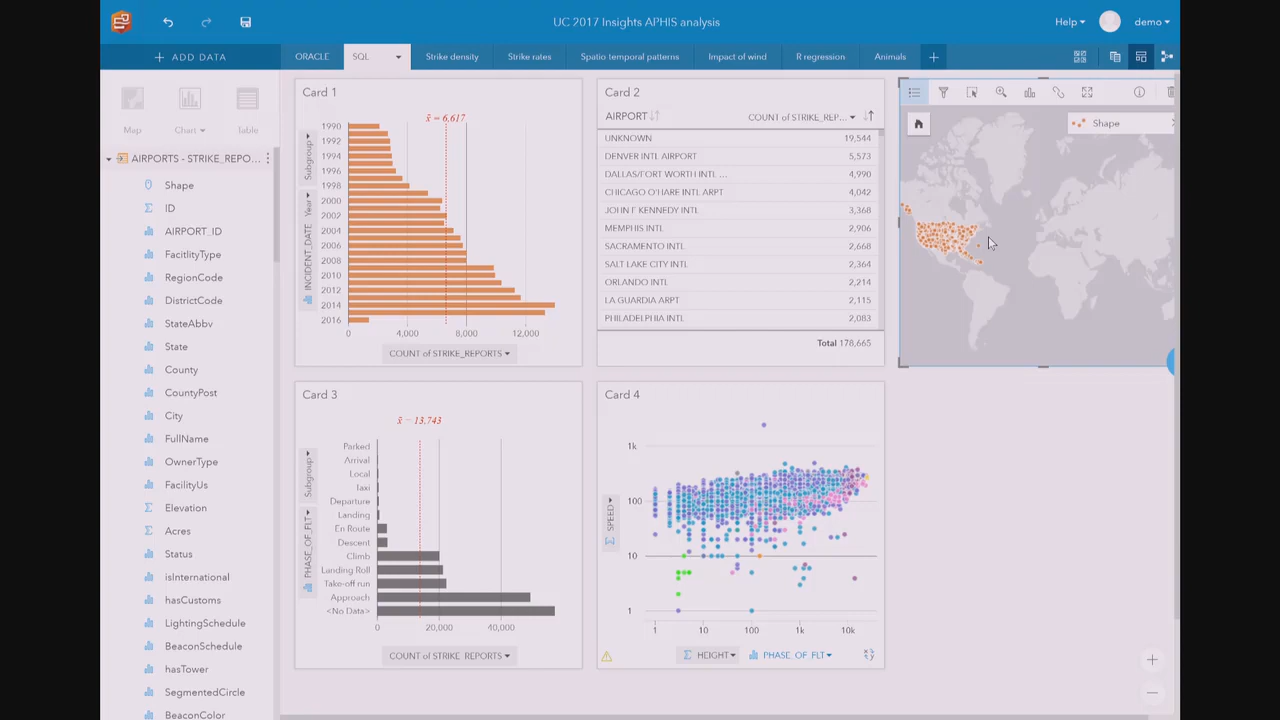 UC 2017 Insights APHIS analysis
Help
demo
ADD DATA
ORACLE
SQL
Strike density
Strike rates
Spatio temporal patterns
Impact of wind
R regression
Animals
Map
Chart
Table
AIRPORTS - STRIKE_REPO...
Shape
ID
AIRPORT_ID
FacitlityType
RegionCode
DistrictCode
StateAbbv
State
County
CountyPost
City
FullName
OwnerType
FacilityUs
Elevation
Acres
Status
isInternational
hasCustoms
LightingSchedule
BeaconSchedule
hasTower
SegmentedCircle
BeaconColor
Card 1
x̄ = 6,617
Subgroup
INCIDENT_DATE Year
1990
1992
1994
1996
1998
2000
2002
2004
2006
2008
2010
2012
2014
2016
0 4,000 8,000 12,000
COUNT of STRIKE_REPORTS
Card 2
AIRPORT COUNT of STRIKE_REP...
UNKNOWN 19,544
DENVER INTL AIRPORT 5,573
DALLAS/FORT WORTH INTL ... 4,990
CHICAGO O'HARE INTL ARPT 4,042
JOHN F KENNEDY INTL 3,368
MEMPHIS INTL 2,906
SACRAMENTO INTL 2,668
SALT LAKE CITY INTL 2,364
ORLANDO INTL 2,214
LA GUARDIA ARPT 2,115
PHILADELPHIA INTL 2,083
Total 178,665
Shape
Card 3
x̄ = 13,743
Subgroup
PHASE_OF_FLT
Parked
Arrival
Local
Taxi
Departure
Landing
En Route
Descent
Climb
Landing Roll
Take-off run
Approach
<No Data>
0 20,000 40,000
COUNT of STRIKE_REPORTS
Card 4
SPEED
1k
100
10
1
1 10 100 1k 10k
HEIGHT
PHASE_OF_FLT